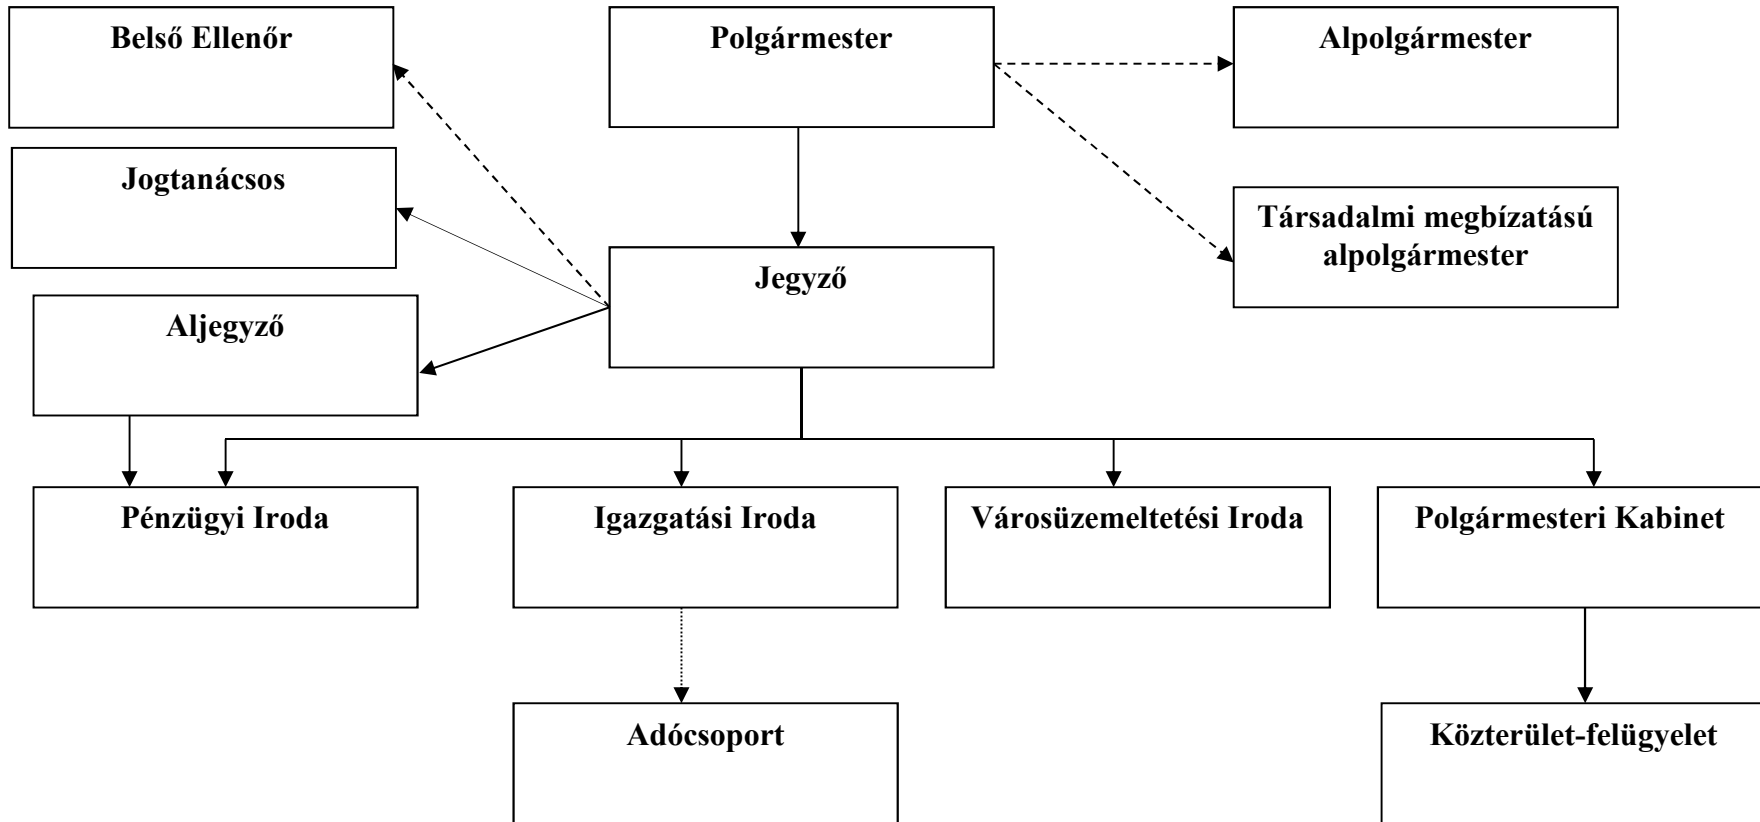 Belső Ellenőr
Polgármester
Alpolgármester
Jogtanácsos
Társadalmi megbízatású
alpolgármester
Jegyző
Aljegyző
Pénzügyi Iroda
Igazgatási Iroda
Városüzemeltetési Iroda
Polgármesteri Kabinet
Adócsoport
Közterület-felügyelet